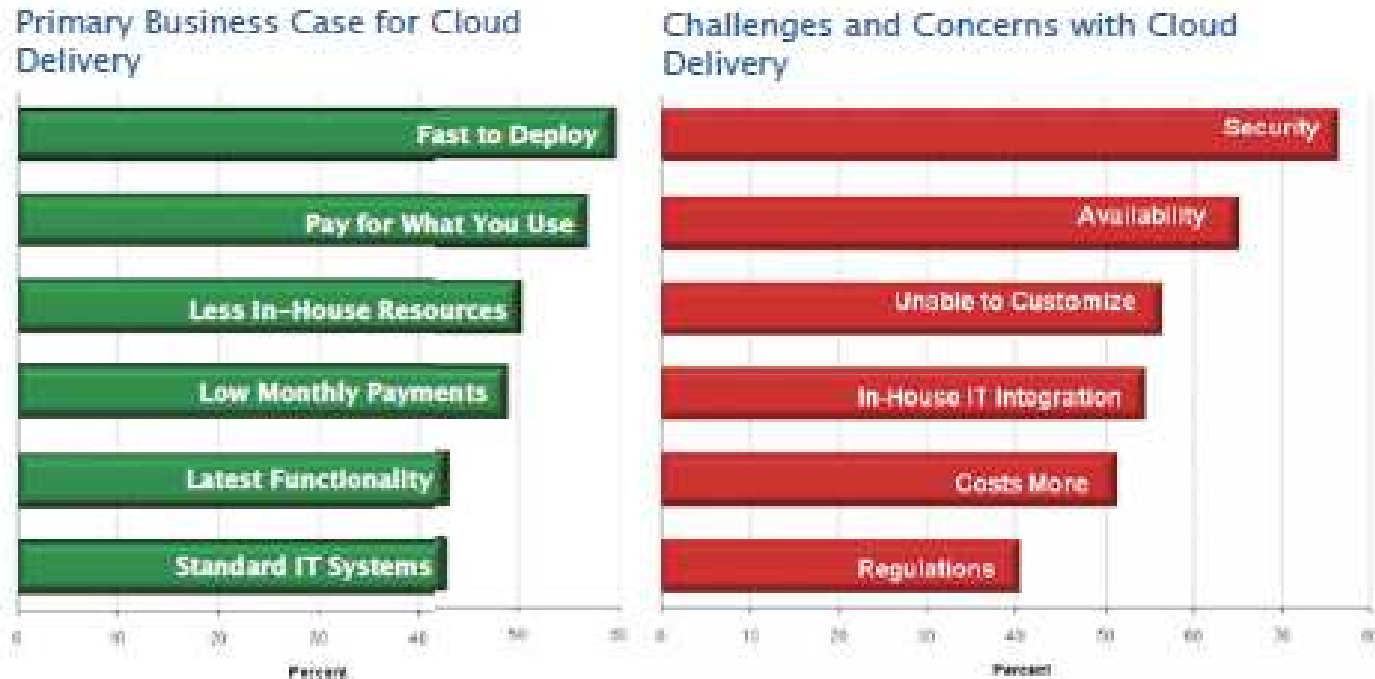 Primary Business Case for Cloud
Delivery
Fast to Deploy
Pay for What You Use
Less In-House Resources
Low Monthly Payments
Latest Functionality
Standard IT Systems
0 10 20 30 40 50
Percent
Challenges and Concerns with Cloud
Delivery
Security
Availability
Unable to Customize
In-House IT Integration
Costs More
Regulations
0 10 20 30 40 50 60 70
Percent